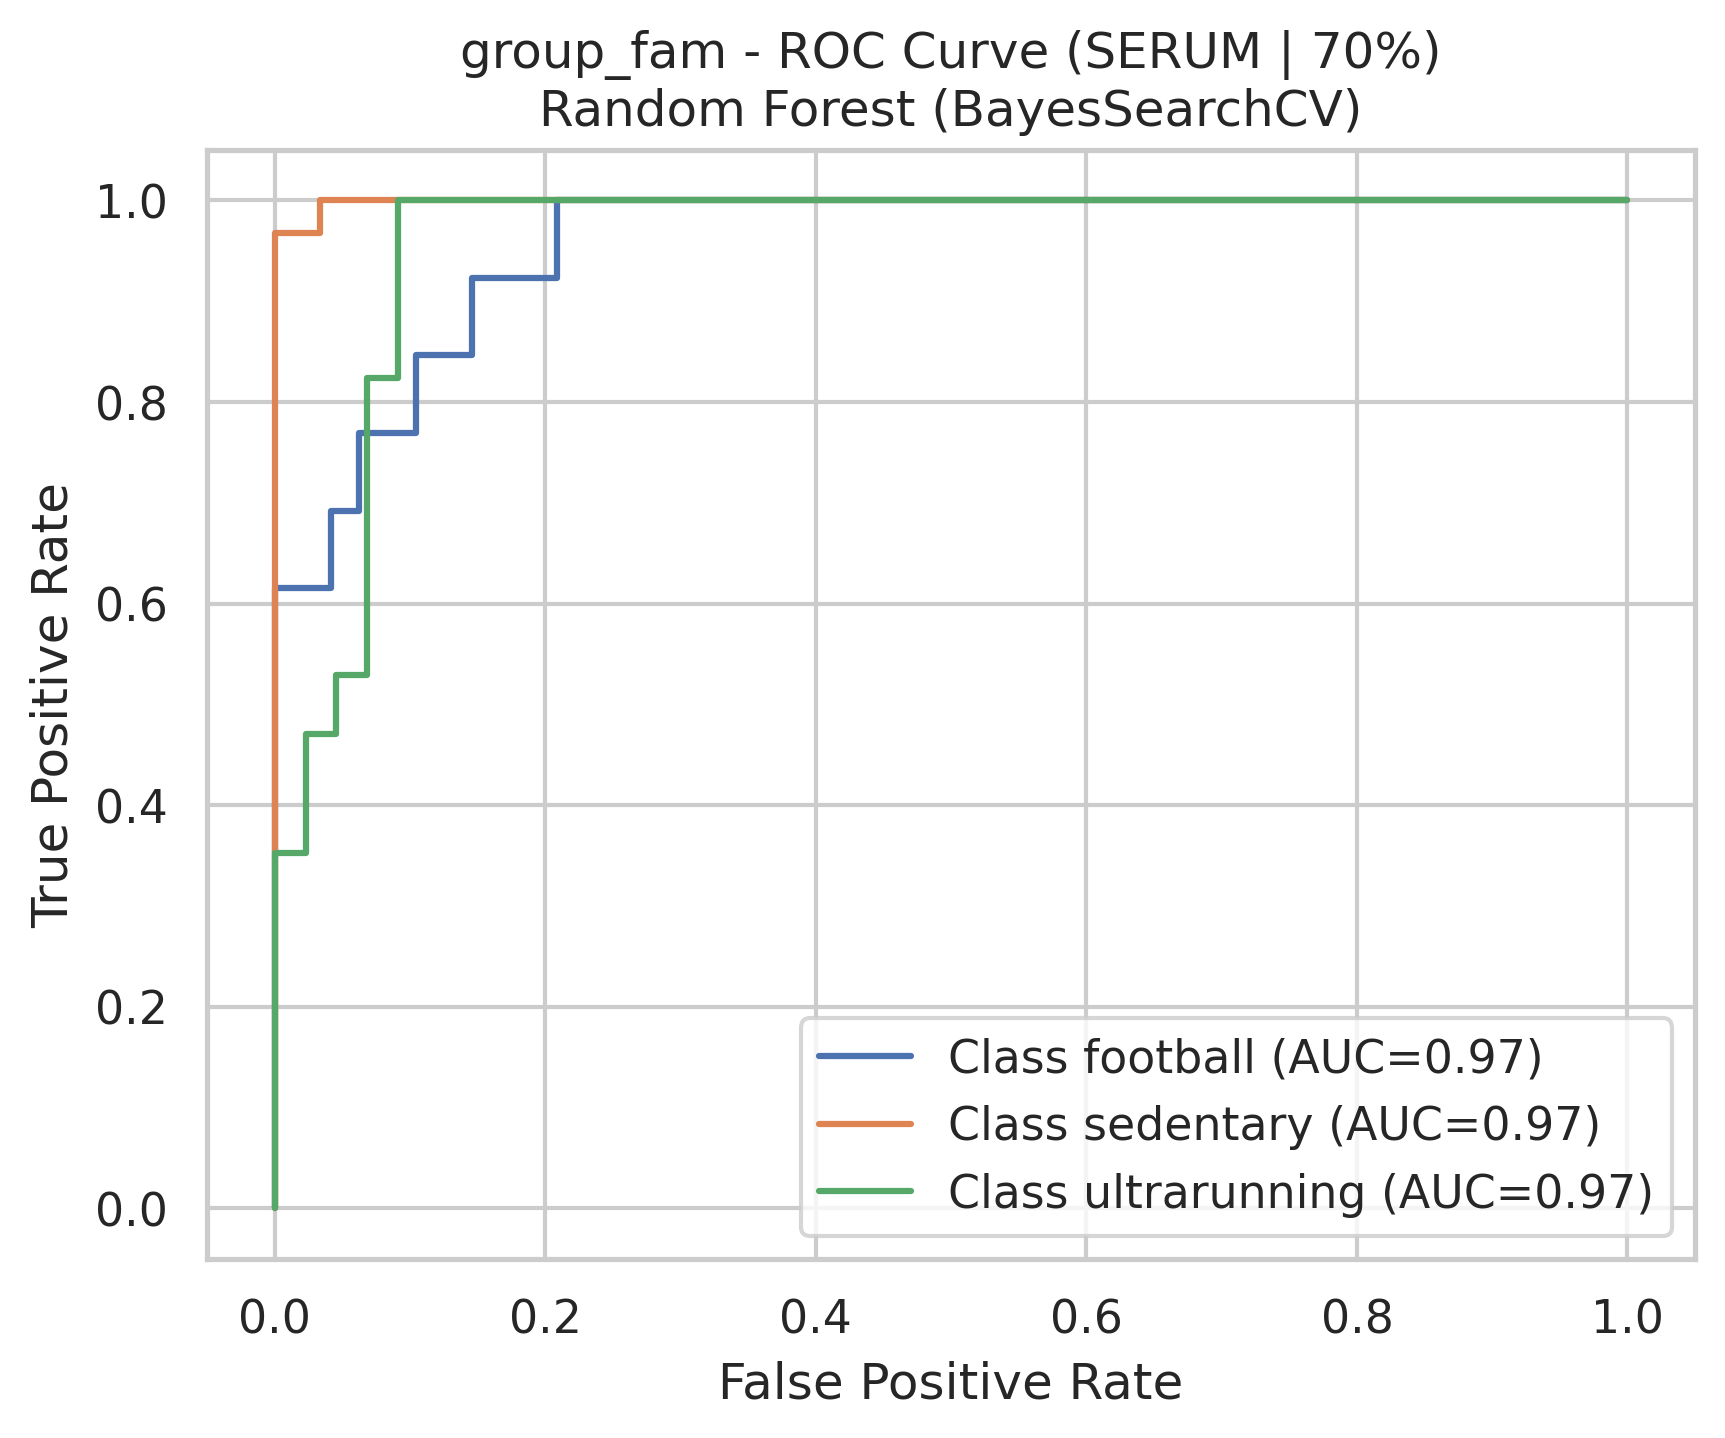 group_fam - ROC Curve (SERUM | 70%)
Random Forest (BayesSearchCV)
True Positive Rate
1.0
0.8
0.6
0.4
0.2
0.0
Class football (AUC=0.97)
Class sedentary (AUC=0.97)
Class ultrarunning (AUC=0.97)
0.0 0.2 0.4 0.6 0.8 1.0
False Positive Rate